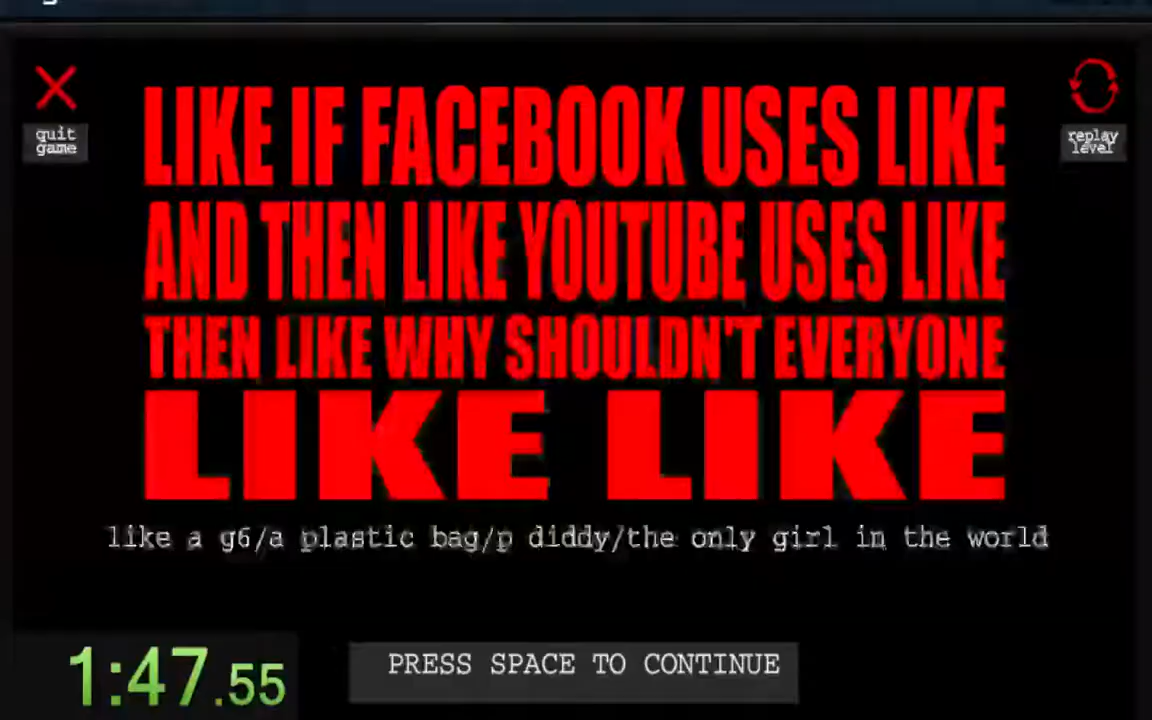 LIKE IF FACEBOOK USES LIKE
AND THEN LIKE YOUTUBE USES LIKE
THEN LIKE WHY SHOULDN'T EVERYONE
LIKE LIKE
like a g6/a plastic bag/p diddy/the only girl in the world
quit
game
replay
level
1:47.55
PRESS SPACE TO CONTINUE